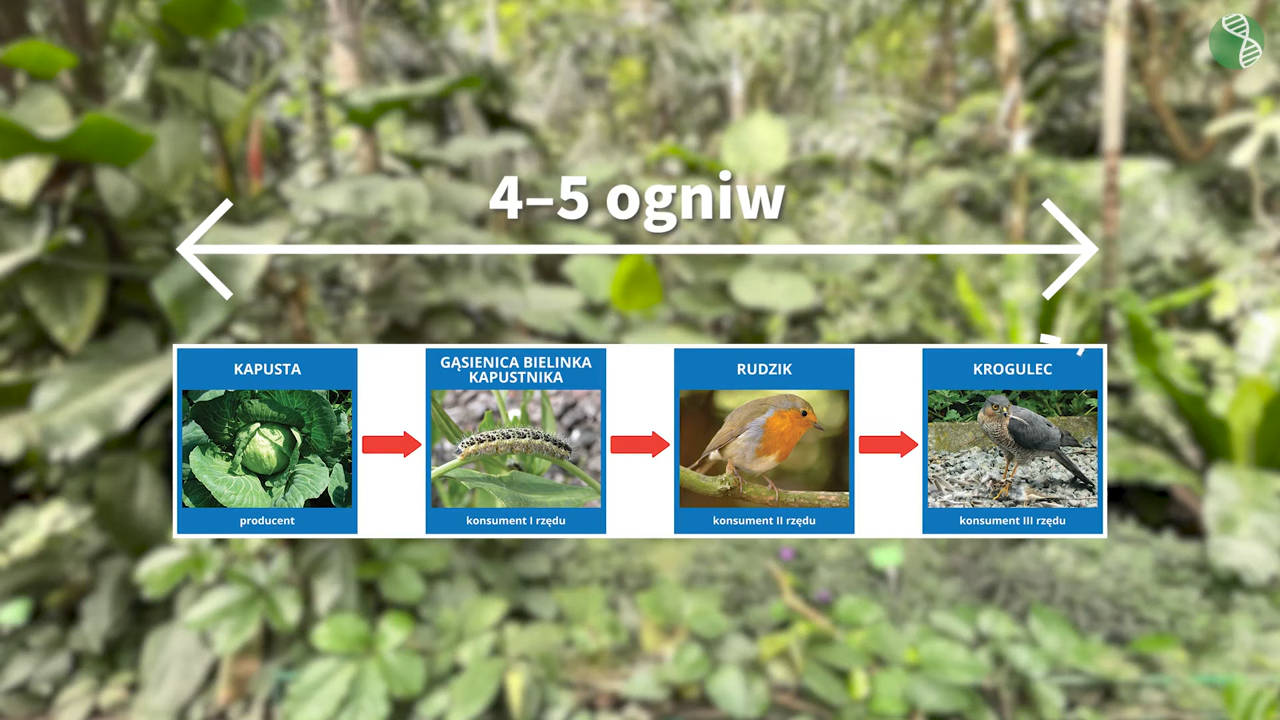 4–5 ogniw
KAPUSTA
producent
GĄSIENICA BIELINKA
KAPUSTNIKA
konsument I rzędu
RUDZIK
konsument II rzędu
KROGULEC
konsument III rzędu